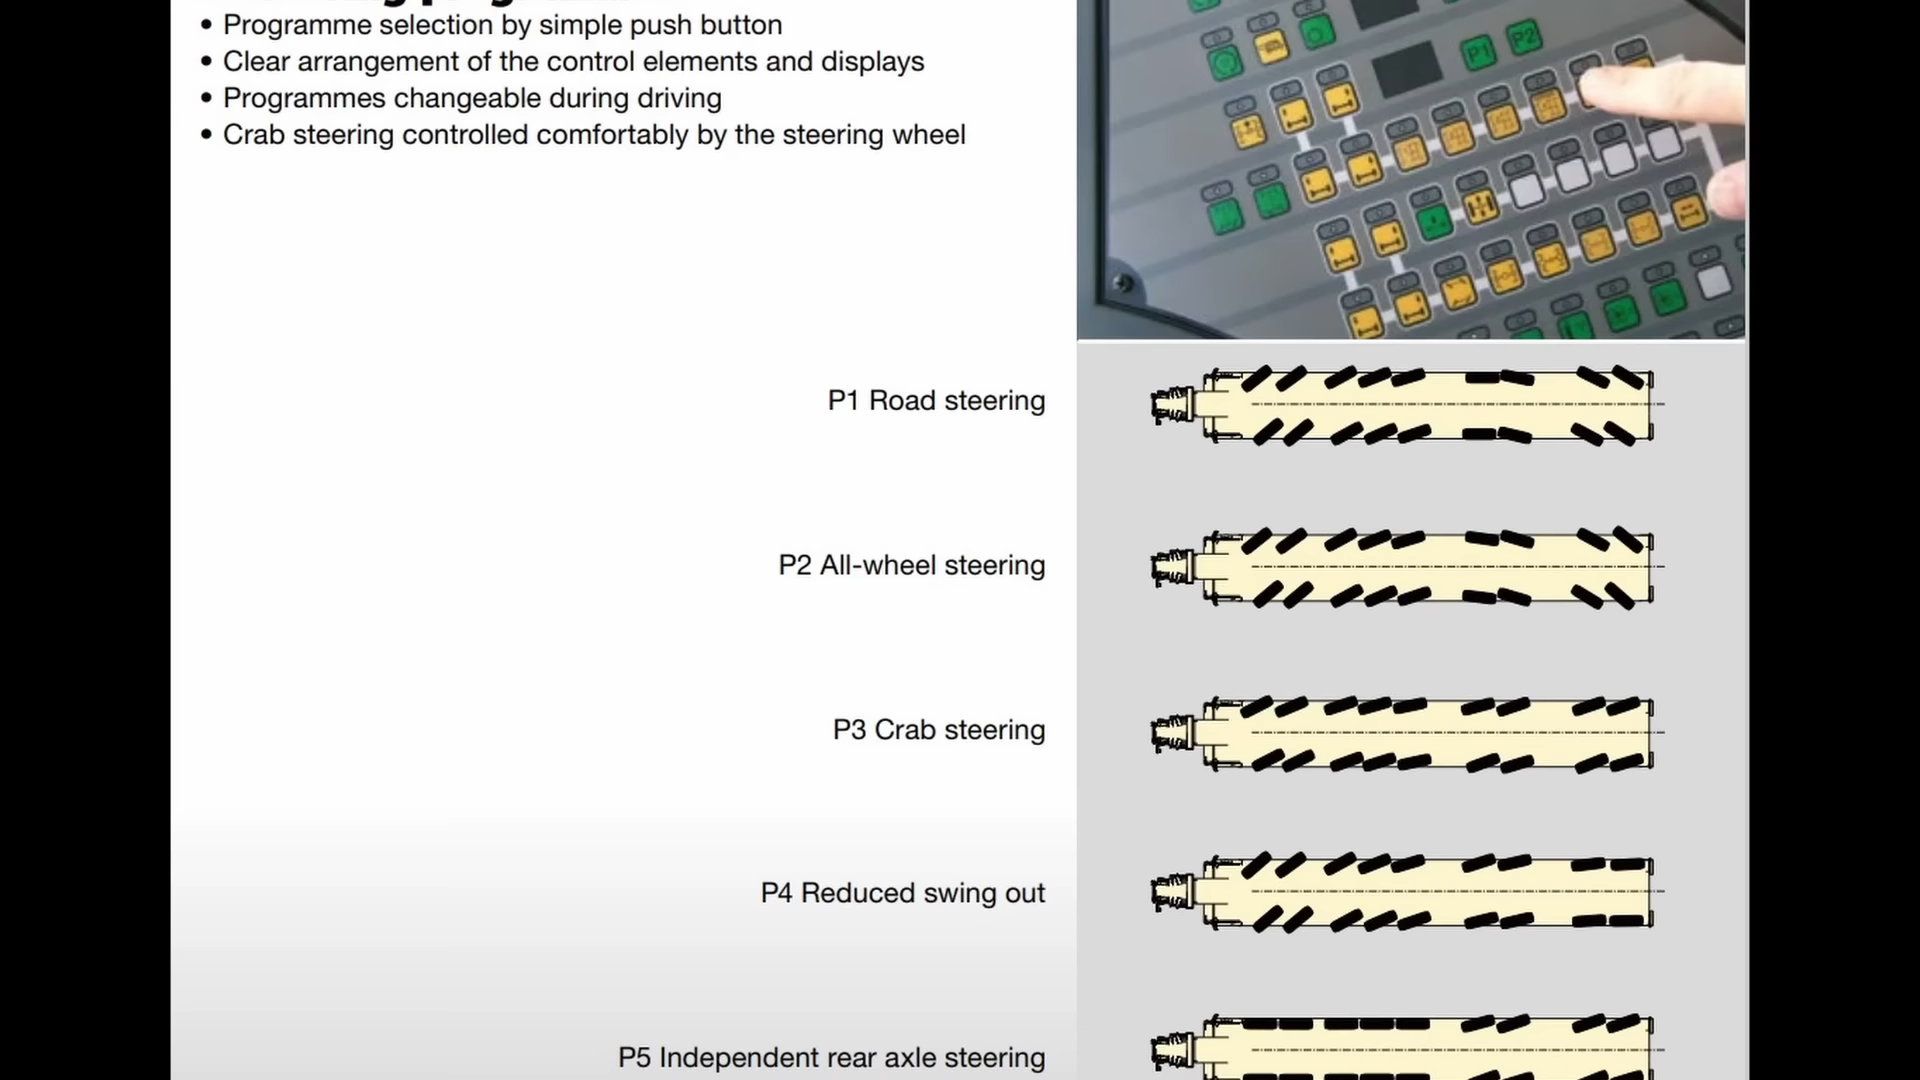 • Programme selection by simple push button
• Clear arrangement of the control elements and displays
• Programmes changeable during driving
• Crab steering controlled comfortably by the steering wheel
P1
P2
P1 Road steering
P2 All-wheel steering
P3 Crab steering
P4 Reduced swing out
P5 Independent rear axle steering